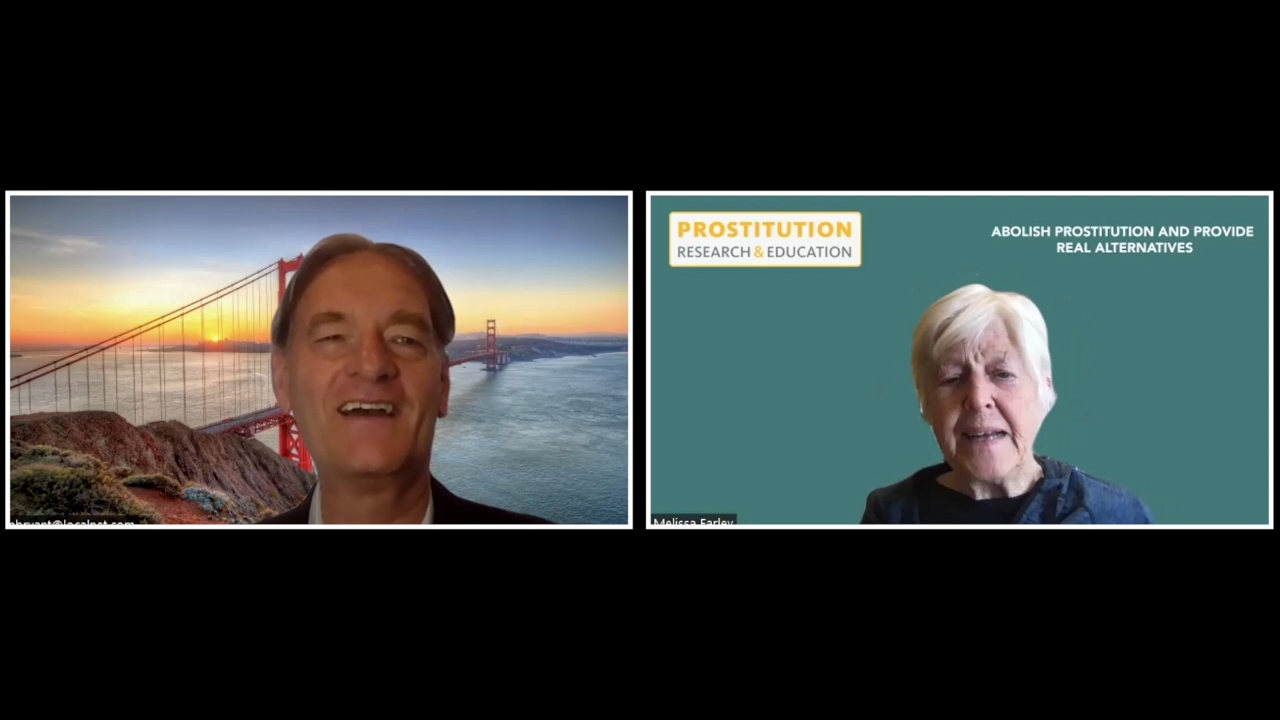 PROSTITUTION
RESEARCH & EDUCATION
ABOLISH PROSTITUTION AND PROVIDE
REAL ALTERNATIVES
Melissa Farley